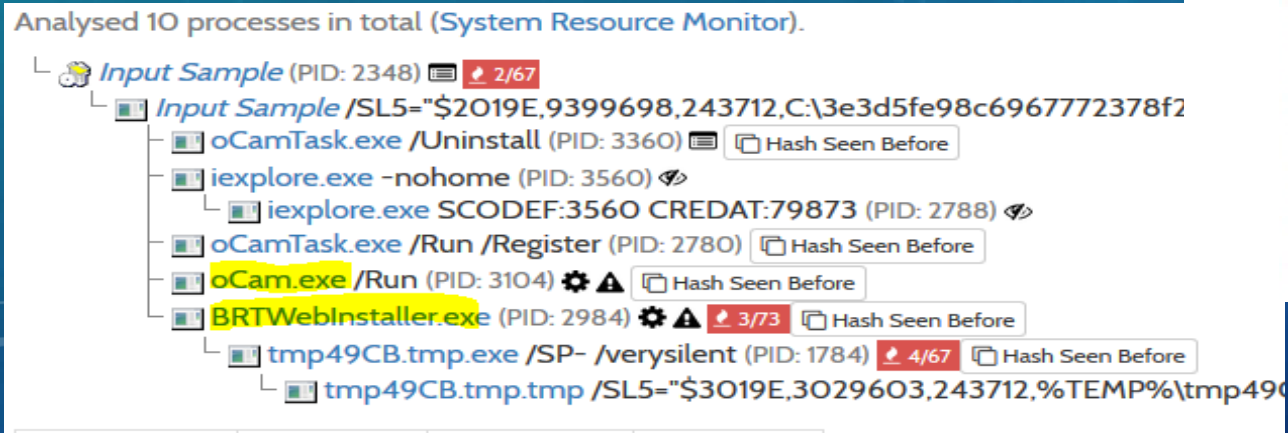 Analysed 10 processes in total (System Resource Monitor).
Input Sample (PID: 2348) 2/67
Input Sample /SL5="$2019E,9399698,243712,C:\3e3d5fe98c6967772378f2
oCamTask.exe /Uninstall (PID: 3360) Hash Seen Before
iexplore.exe -nohome (PID: 3560)
iexplore.exe SCODEF:3560 CREDAT:79873 (PID: 2788)
oCamTask.exe /Run /Register (PID: 2780) Hash Seen Before
oCam.exe /Run (PID: 3104) Hash Seen Before
BRTWebInstaller.exe (PID: 2984) 3/73 Hash Seen Before
tmp49CB.tmp.exe /SP- /verysilent (PID: 1784) 4/67 Hash Seen Before
tmp49CB.tmp.tmp /SL5="$3019E,3029603,243712,%TEMP%\tmp49C